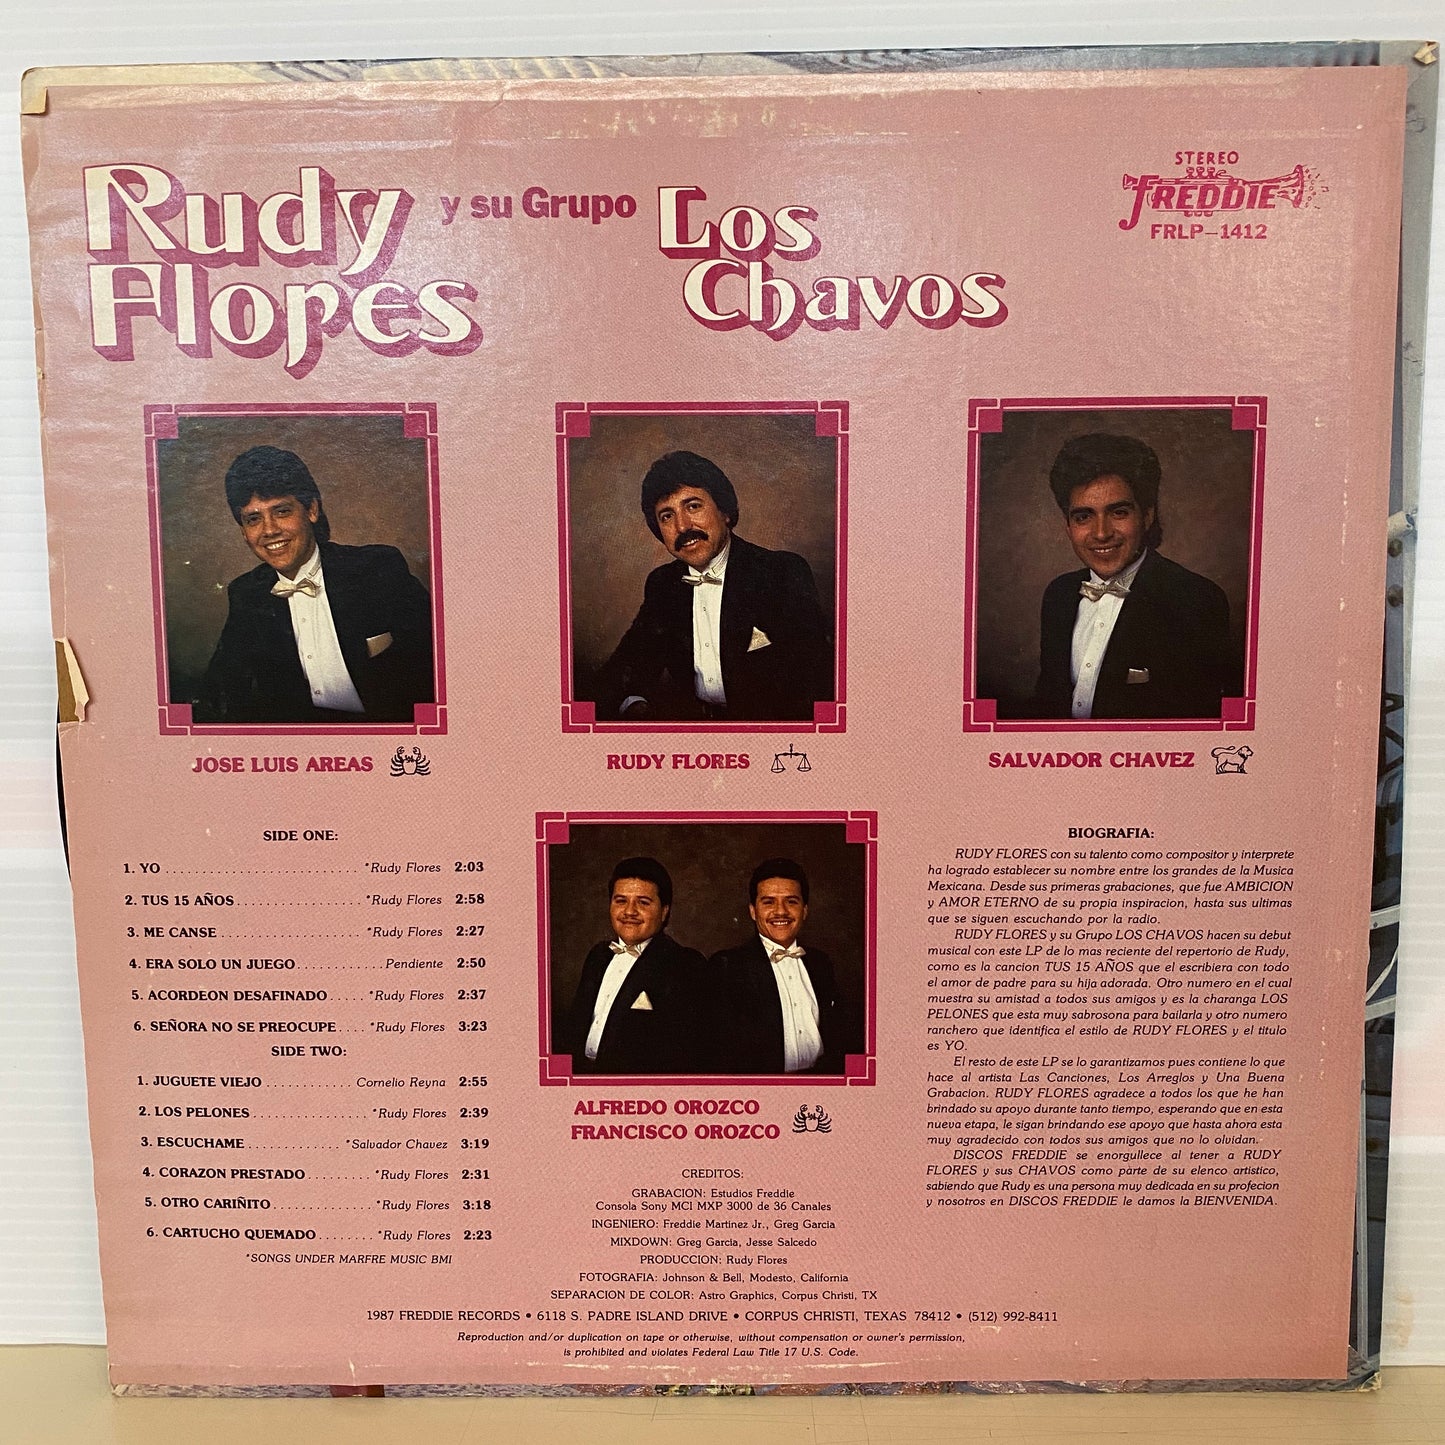 Rudy Flores y su Grupo Los Chavos
STEREO
FREDDIE
FRLP-1412
JOSE LUIS AREAS
RUDY FLORES
SALVADOR CHAVEZ
SIDE ONE:
1. YO . . . . . . . . . . . . . . . . . . . . . . . . . . . *Rudy Flores 2:03
2. TUS 15 AÑOS . . . . . . . . . . . . . . . . . *Rudy Flores 2:58
3. ME CANSE . . . . . . . . . . . . . . . . . . . *Rudy Flores 2:27
4. ERA SOLO UN JUEGO . . . . . . . . . . . . Pendiente 2:50
5. ACORDEON DESAFINADO . . . . . *Rudy Flores 2:37
6. SEÑORA NO SE PREOCUPE . . . . *Rudy Flores 3:23
SIDE TWO:
1. JUGUETE VIEJO . . . . . . . . . . . . Cornelio Reyna 2:55
2. LOS PELONES . . . . . . . . . . . . . . . . *Rudy Flores 2:39
3. ESCUCHAME . . . . . . . . . . . . . *Salvador Chavez 3:19
4. CORAZON PRESTADO . . . . . . . . . *Rudy Flores 2:31
5. OTRO CARIÑITO . . . . . . . . . . . . . . *Rudy Flores 3:18
6. CARTUCHO QUEMADO . . . . . . . . *Rudy Flores 2:23
*SONGS UNDER MARFRE MUSIC BMI
ALFREDO OROZCO
FRANCISCO OROZCO
CREDITOS:
GRABACION: Estudios Freddie
Consola Sony MCI MXP 3000 de 36 Canales
INGENIERO: Freddie Martinez Jr., Greg Garcia
MIXDOWN: Greg Garcia, Jesse Salcedo
PRODUCCION: Rudy Flores
FOTOGRAFIA: Johnson & Bell, Modesto, California
SEPARACION DE COLOR: Astro Graphics, Corpus Christi, TX
BIOGRAFIA:
RUDY FLORES con su talento como compositor y interprete
ha logrado establecer su nombre entre los grandes de la Musica
Mexicana. Desde sus primeras grabaciones, que fue AMBICION
y AMOR ETERNO de su propia inspiracion, hasta sus ultimas
que se siguen escuchando por la radio.
RUDY FLORES y su Grupo LOS CHAVOS hacen su debut
musical con este LP de lo mas reciente del repertorio de Rudy,
como es la cancion TUS 15 AÑOS que el escribiera con todo
el amor de padre para su hija adorada. Otro numero en el cual
muestra su amistad a todos sus amigos y es la charanga LOS
PELONES que esta muy sabrosona para bailarla y otro numero
ranchero que identifica el estilo de RUDY FLORES y el titulo
es YO.
El resto de este LP se lo garantizamos pues contiene lo que
hace al artista Las Canciones, Los Arreglos y Una Buena
Grabacion. RUDY FLORES agradece a todos los que he han
brindado su apoyo durante tanto tiempo, esperando que en esta
nueva etapa, le sigan brindando ese apoyo que hasta ahora esta
muy agradecido con todos sus amigos que no lo olvidan.
DISCOS FREDDIE se enorgullece al tener a RUDY
FLORES y sus CHAVOS como parte de su elenco artistico,
sabiendo que Rudy es una persona muy dedicada en su profecion
y nosotros en DISCOS FREDDIE le damos la BIENVENIDA.
1987 FREDDIE RECORDS • 6118 S. PADRE ISLAND DRIVE • CORPUS CHRISTI, TEXAS 78412 • (512) 992-8411
Reproduction and/or duplication on tape or otherwise, without compensation or owner's permission,
is prohibited and violates Federal Law Title 17 U.S. Code.